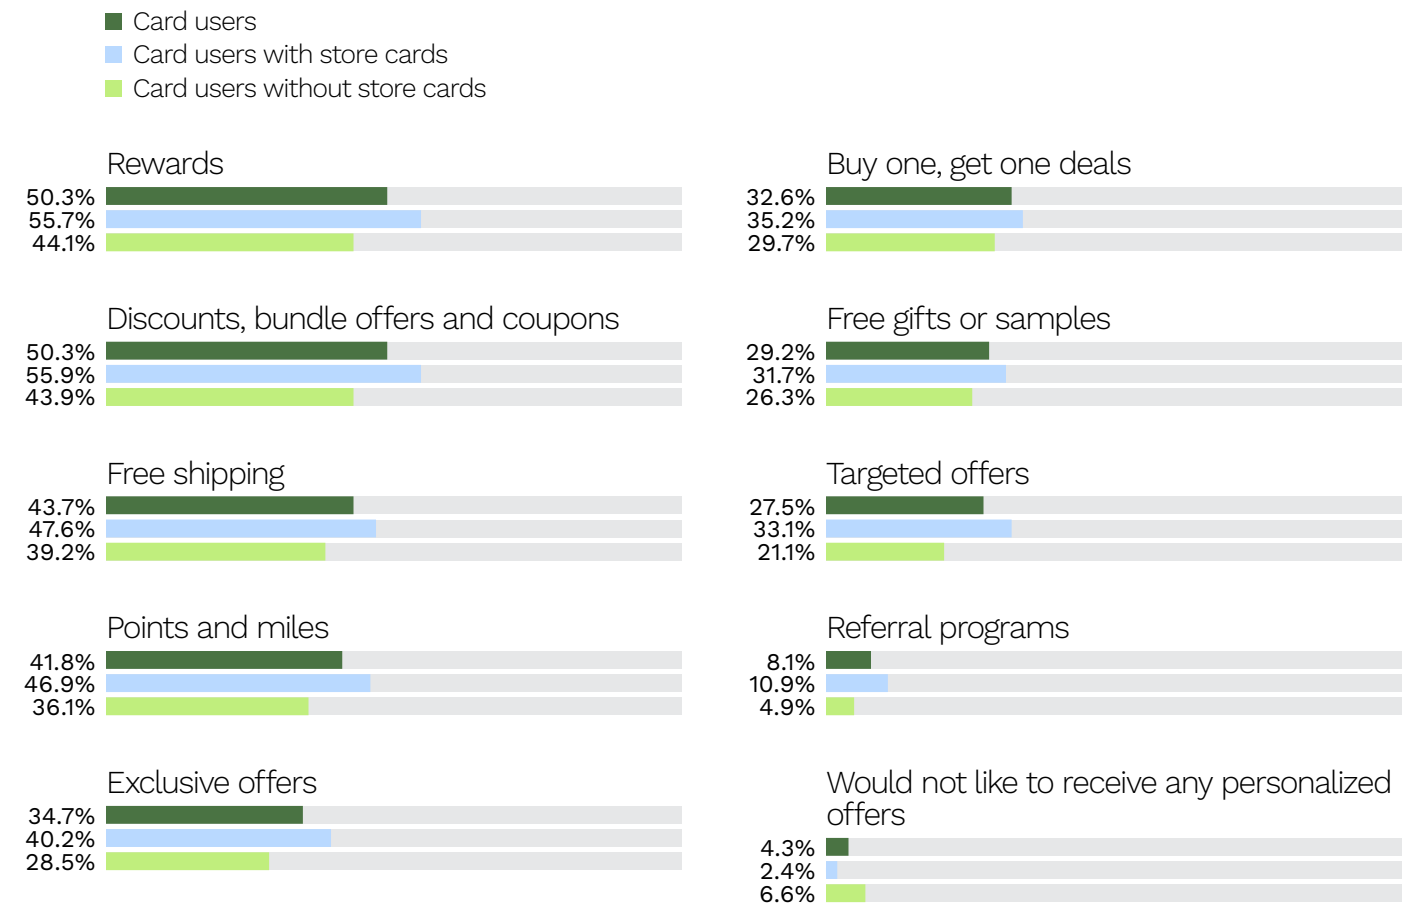 Card users
Card users with store cards
Card users without store cards
Rewards
50.3%
55.7%
44.1%
Discounts, bundle offers and coupons
50.3%
55.9%
43.9%
Free shipping
43.7%
47.6%
39.2%
Points and miles
41.8%
46.9%
36.1%
Exclusive offers
34.7%
40.2%
28.5%
Buy one, get one deals
32.6%
35.2%
29.7%
Free gifts or samples
29.2%
31.7%
26.3%
Targeted offers
27.5%
33.1%
21.1%
Referral programs
8.1%
10.9%
4.9%
Would not like to receive any personalized
offers
4.3%
2.4%
6.6%